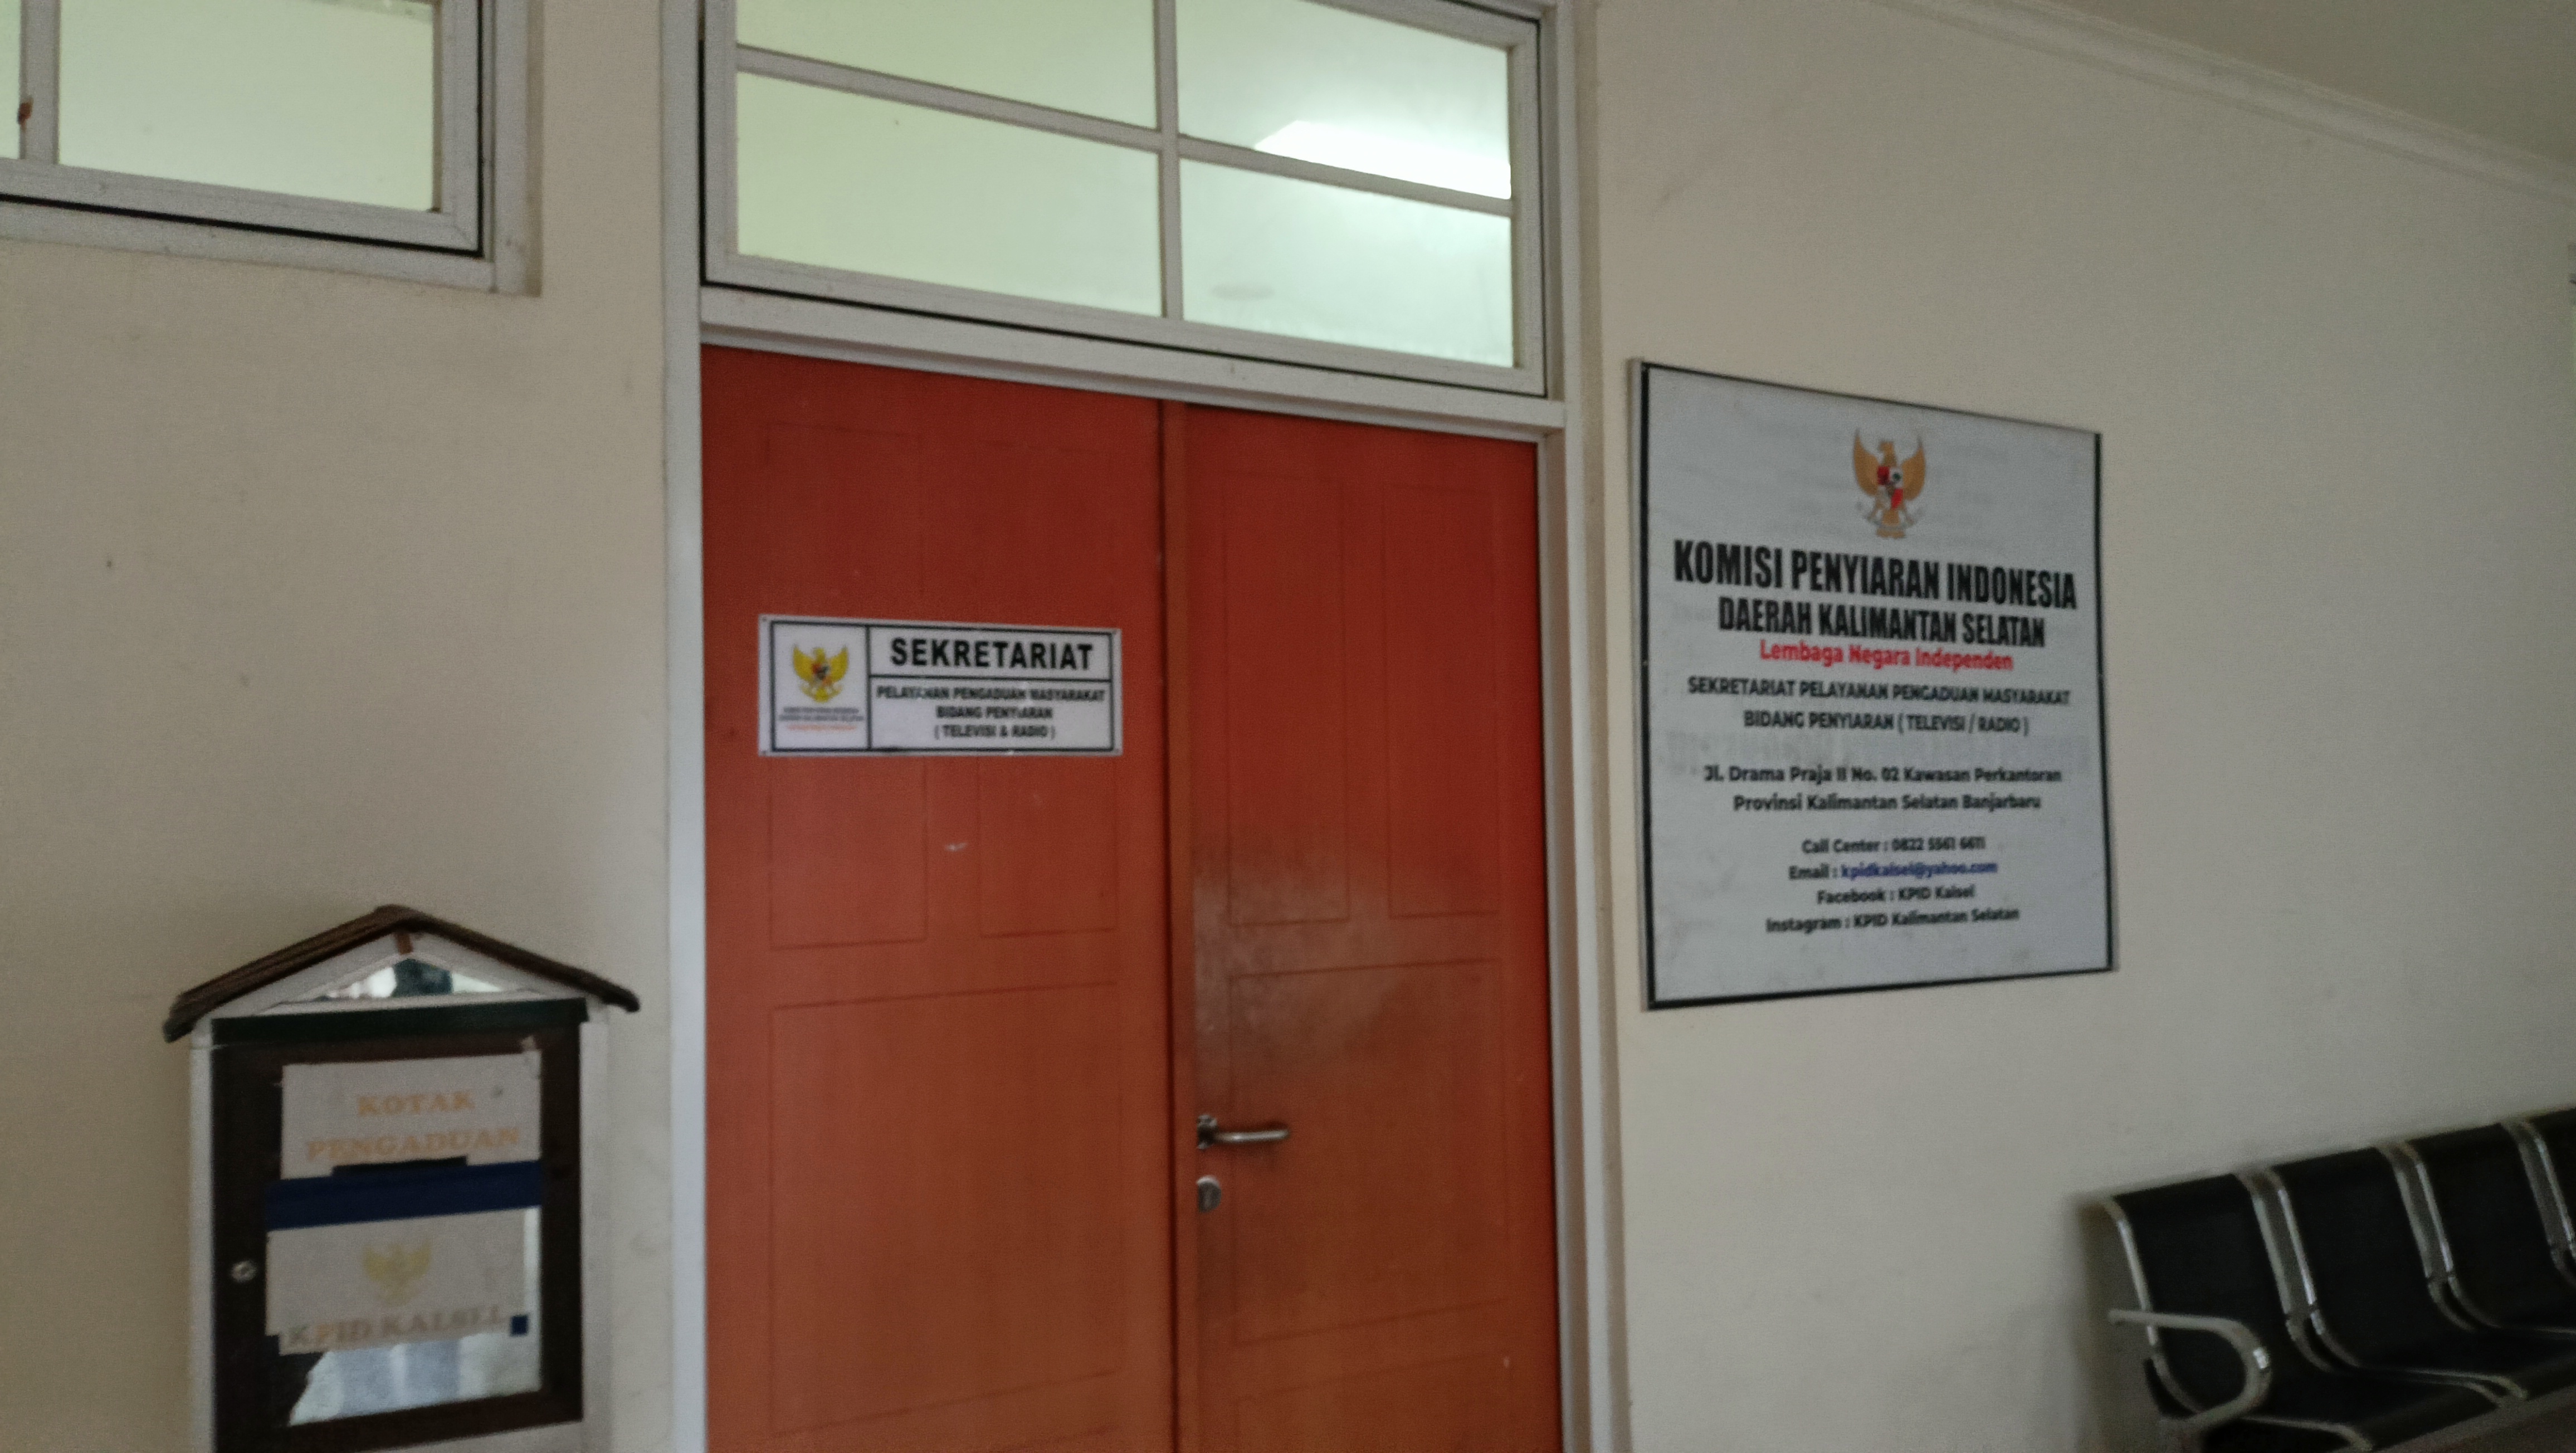 SEKRETARIAT
PELAYANAN PENGADUAN MASYARAKAT
BIDANG PENYIARAN
( TELEVISI & RADIO )
KOMISI PENYIARAN INDONESIA
DAERAH KALIMANTAN SELATAN
Lembaga Negara Independen
SEKRETARIAT PELAYANAN PENGADUAN MASYARAKAT
BIDANG PENYIARAN ( TELEVISI / RADIO )
Jl. Drama Praja II No. 02 Kawasan Perkantoran
Provinsi Kalimantan Selatan Banjarbaru
Call Center : 0822 5561 6611
Email : kpidkalsel@yahoo.com
Facebook : KPID Kalsel
Instagram : KPID Kalimantan Selatan
KOTAK
PENGADUAN
KPID KALSEL